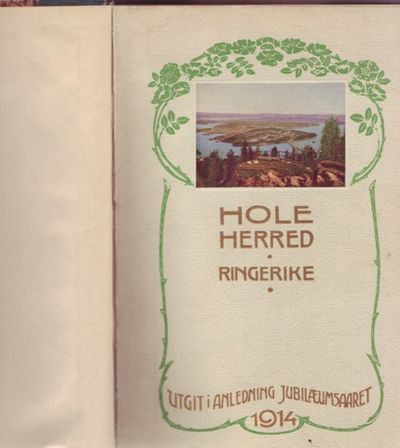 HOLE
HERRED
RINGERIKE
UTGIT i ANLEDNING JUBILÆUMSAARET
1914